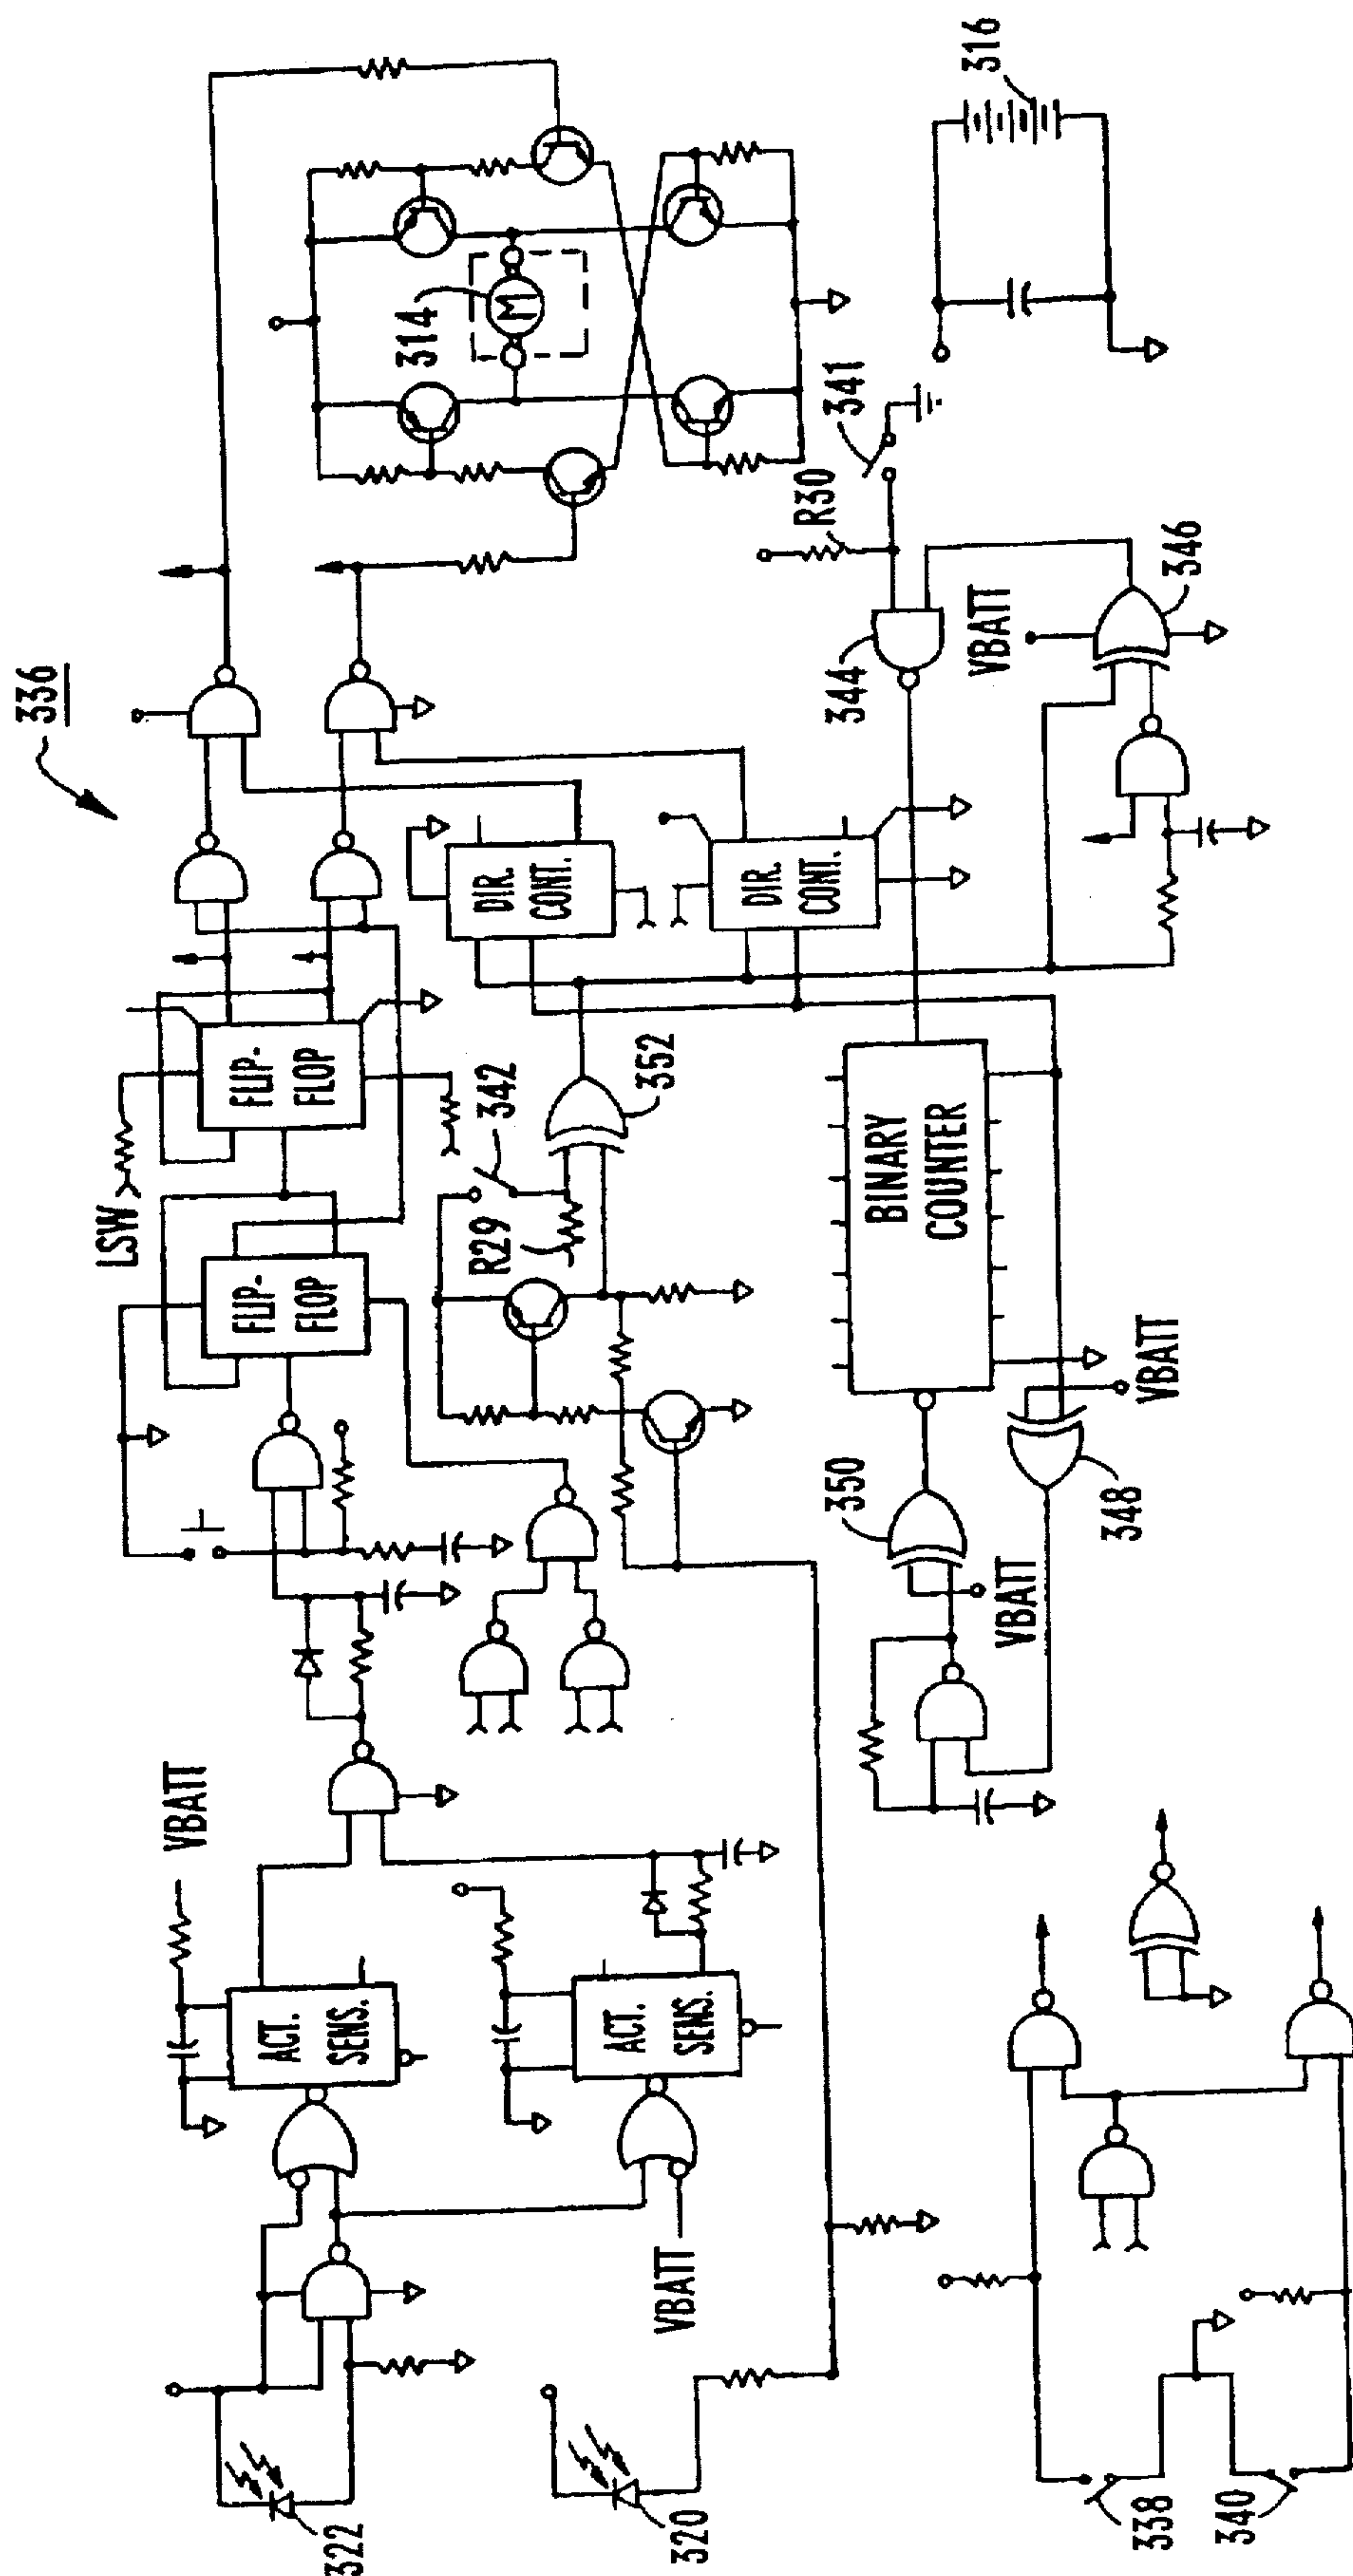 336
LSW
FLIP-
FLOP
FLIP-
FLOP
VBATT
ACT.
SENS.
ACT.
SENS.
VBATT
322
320
338
340
342
R29
352
DIR.
CONT.
DIR.
CONT.
314
M
316
341
R30
344
VBATT
346
BINARY
COUNTER
350
VBATT
348
VBATT